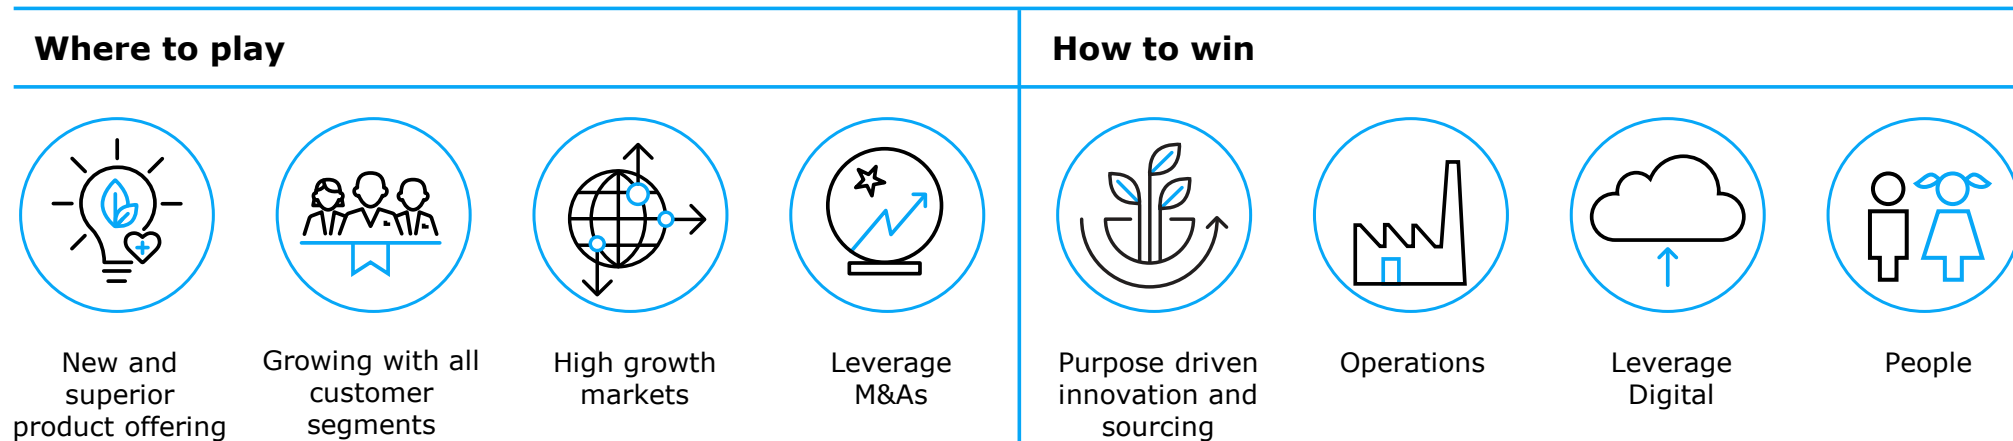 Where to play
How to win
New and
superior
product offering
Growing with all
customer
segments
High growth
markets
Leverage
M&As
Purpose driven
innovation and
sourcing
Operations
Leverage
Digital
People